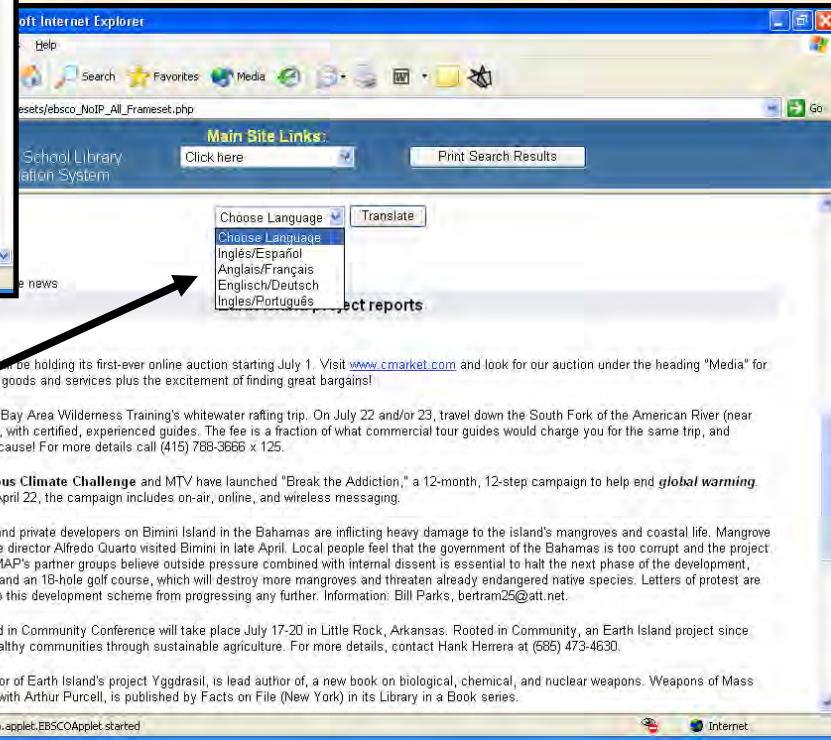 oft Internet Explorer
Help
Search Favorites Media
esets/ebsco_NoIP_All_Frameset.php
Go
Main Site Links:
School Library
ation System
Click here
Print Search Results
Choose Language
Translate
Choose Language
Inglés/Español
Anglais/Français
Englisch/Deutsch
Ingles/Português
e news
ect reports
be holding its first-ever online auction starting July 1. Visit www.cmarket.com and look for our auction under the heading "Media" for
goods and services plus the excitement of finding great bargains!
Bay Area Wilderness Training's whitewater rafting trip. On July 22 and/or 23, travel down the South Fork of the American River (near
, with certified, experienced guides. The fee is a fraction of what commercial tour guides would charge you for the same trip, and
cause! For more details call (415) 788-3666 x 125.
us Climate Challenge and MTV have launched "Break the Addiction," a 12-month, 12-step campaign to help end global warming.
April 22, the campaign includes on-air, online, and wireless messaging.
nd private developers on Bimini Island in the Bahamas are inflicting heavy damage to the island's mangroves and coastal life. Mangrove
e director Alfredo Quarto visited Bimini in late April. Local people feel that the government of the Bahamas is too corrupt and the project
MAP's partner groups believe outside pressure combined with internal dissent is essential to halt the next phase of the development,
and an 18-hole golf course, which will destroy more mangroves and threaten already endangered native species. Letters of protest are
o this development scheme from progressing any further. Information: Bill Parks, bertram25@att.net.
d in Community Conference will take place July 17-20 in Little Rock, Arkansas. Rooted in Community, an Earth Island project since
althy communities through sustainable agriculture. For more details, contact Hank Herrera at (585) 473-4630.
or of Earth Island's project Yggdrasil, is lead author of, a new book on biological, chemical, and nuclear weapons. Weapons of Mass
with Arthur Purcell, is published by Facts on File (New York) in its Library in a Book series.
.applet.EBSCOApplet started
Internet